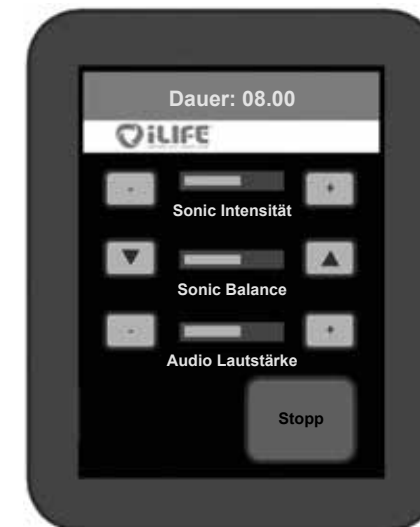 Dauer: 08.00
iLIFE
- +
Sonic Intensität
▼ ▲
Sonic Balance
- +
Audio Lautstärke
Stopp